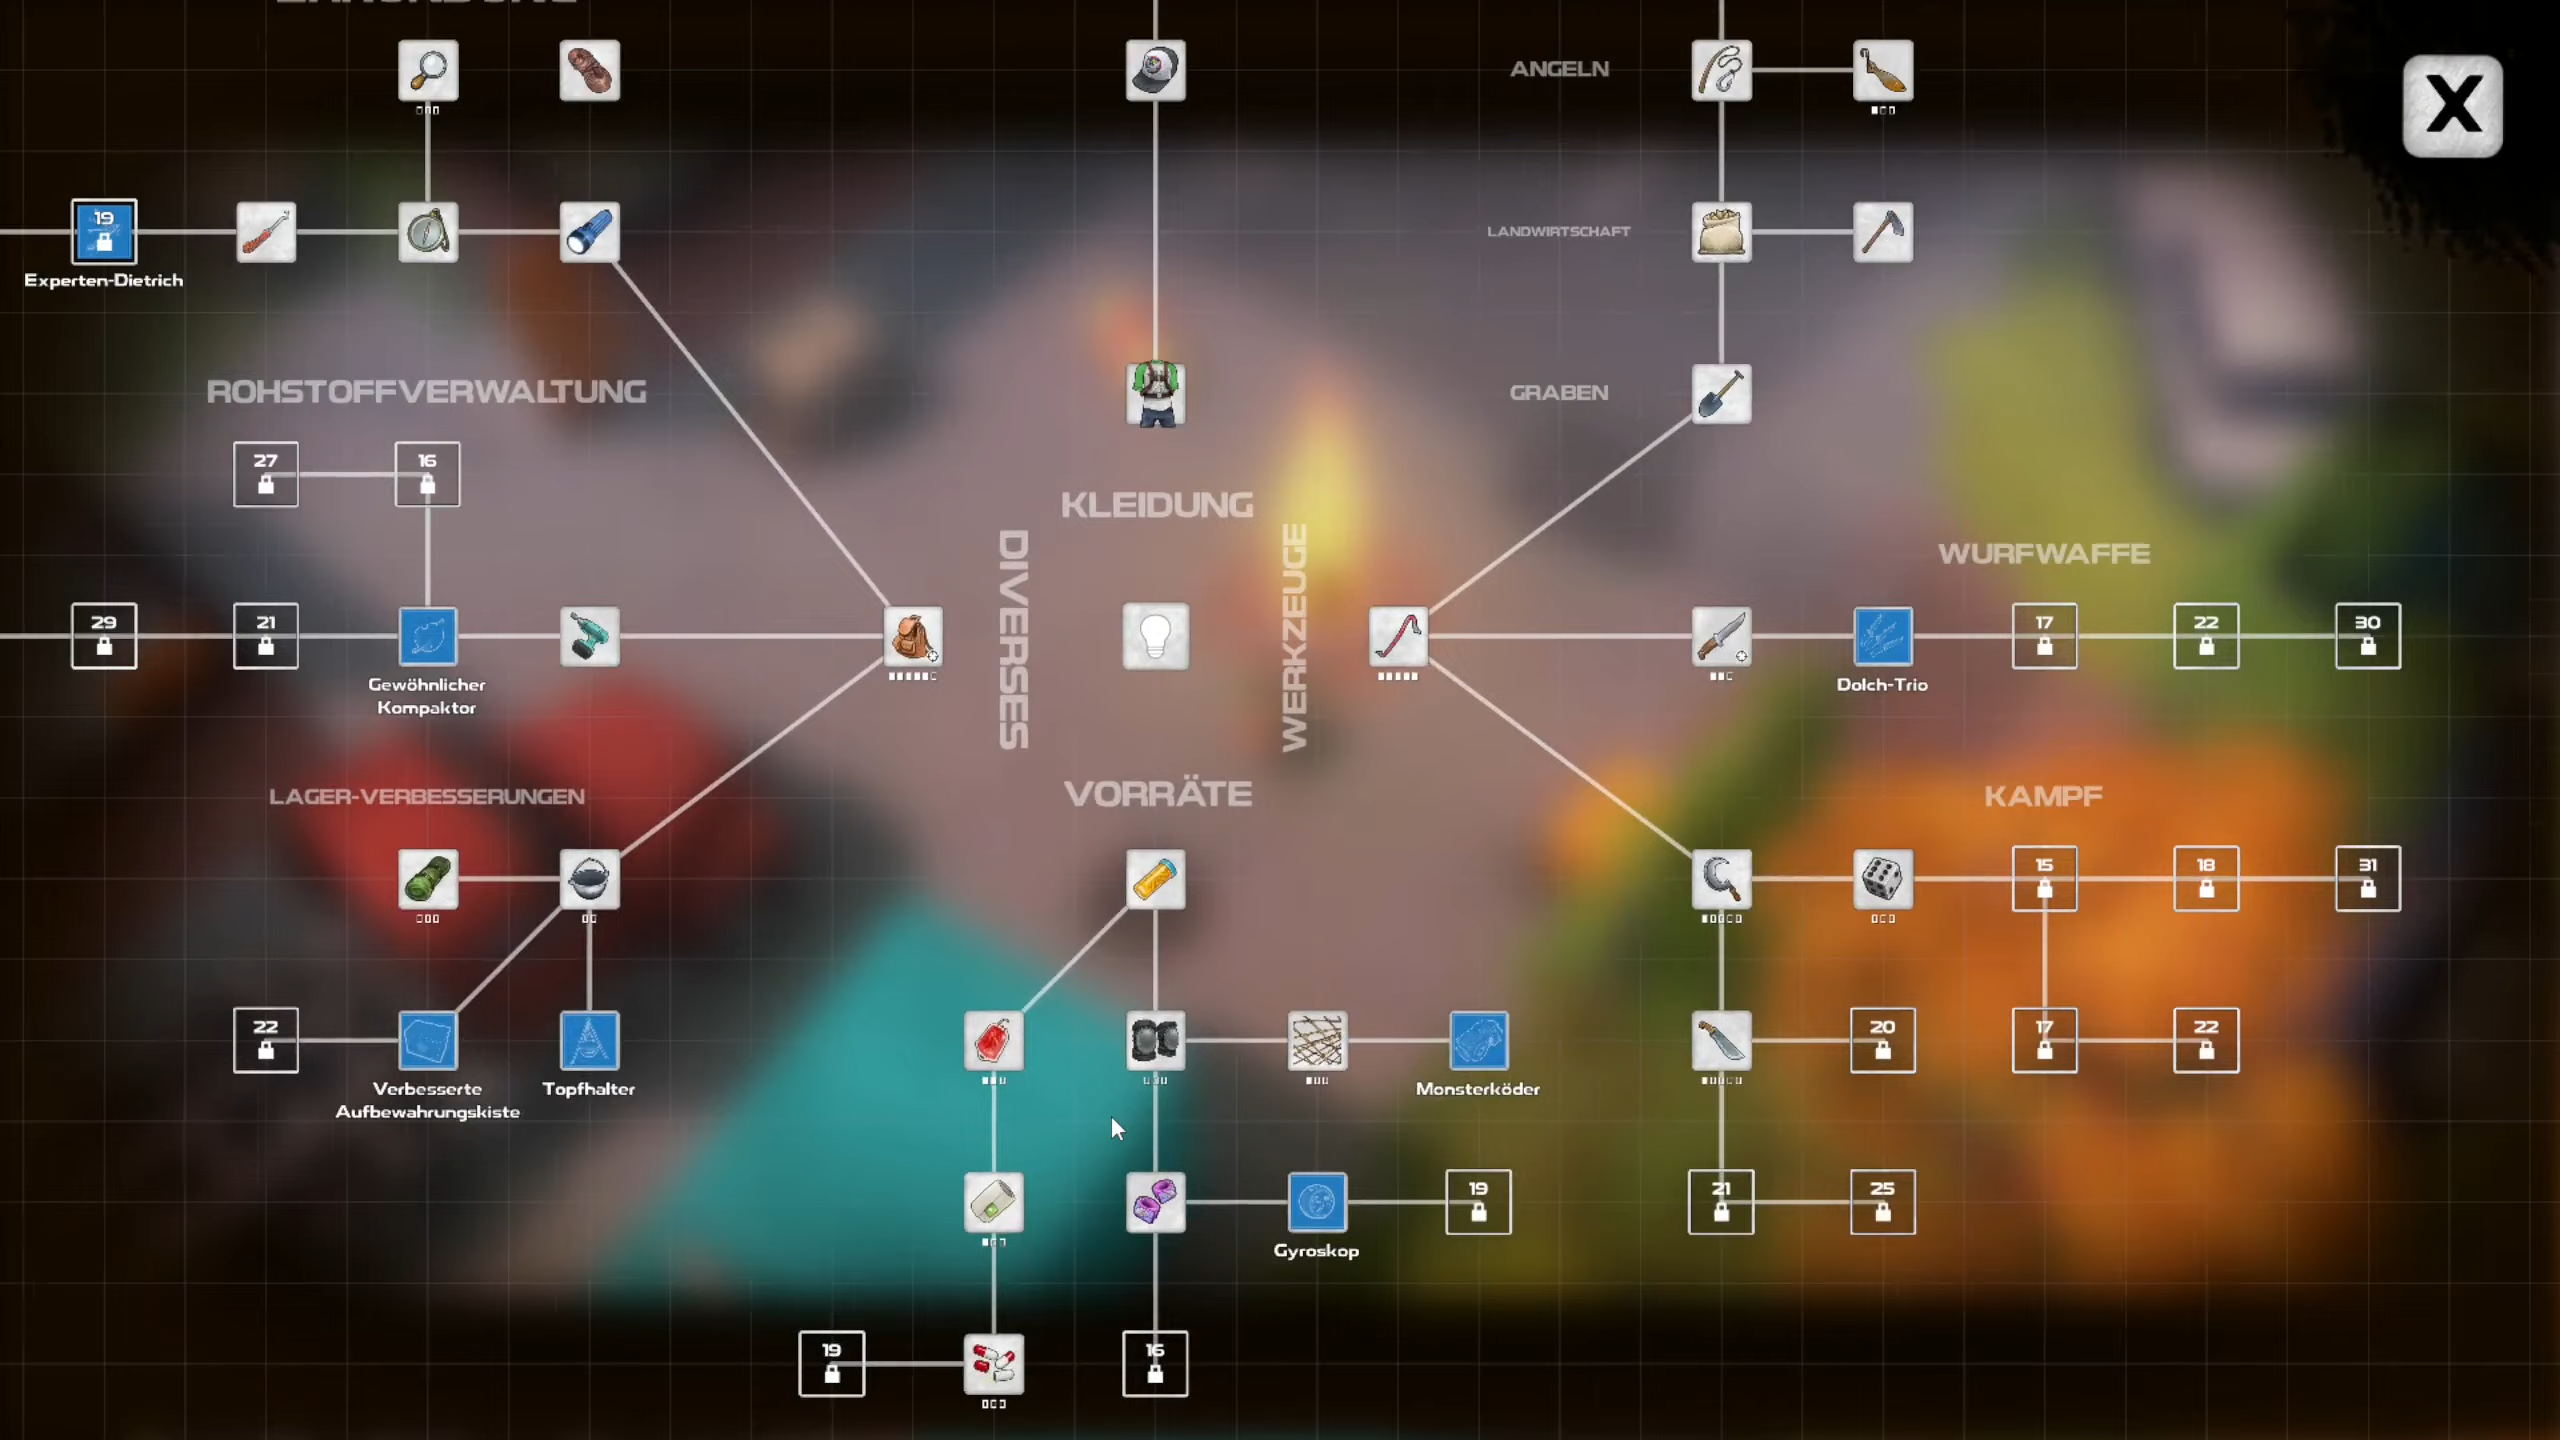 ANGELN
X
LANDWIRTSCHAFT
19
Experten-Dietrich
ROHSTOFFVERWALTUNG
GRABEN
27
16
KLEIDUNG
DIVERSES
WERKZEUGE
WURFWAFFE
29
21
Gewöhnlicher
Kompaktor
Dolch-Trio
17
22
30
LAGER-VERBESSERUNGEN
VORRÄTE
KAMPF
15
18
31
22
Verbesserte
Aufbewahrungskiste
Topfhalter
Monsterköder
20
17
22
Gyroskop
19
21
25
19
16